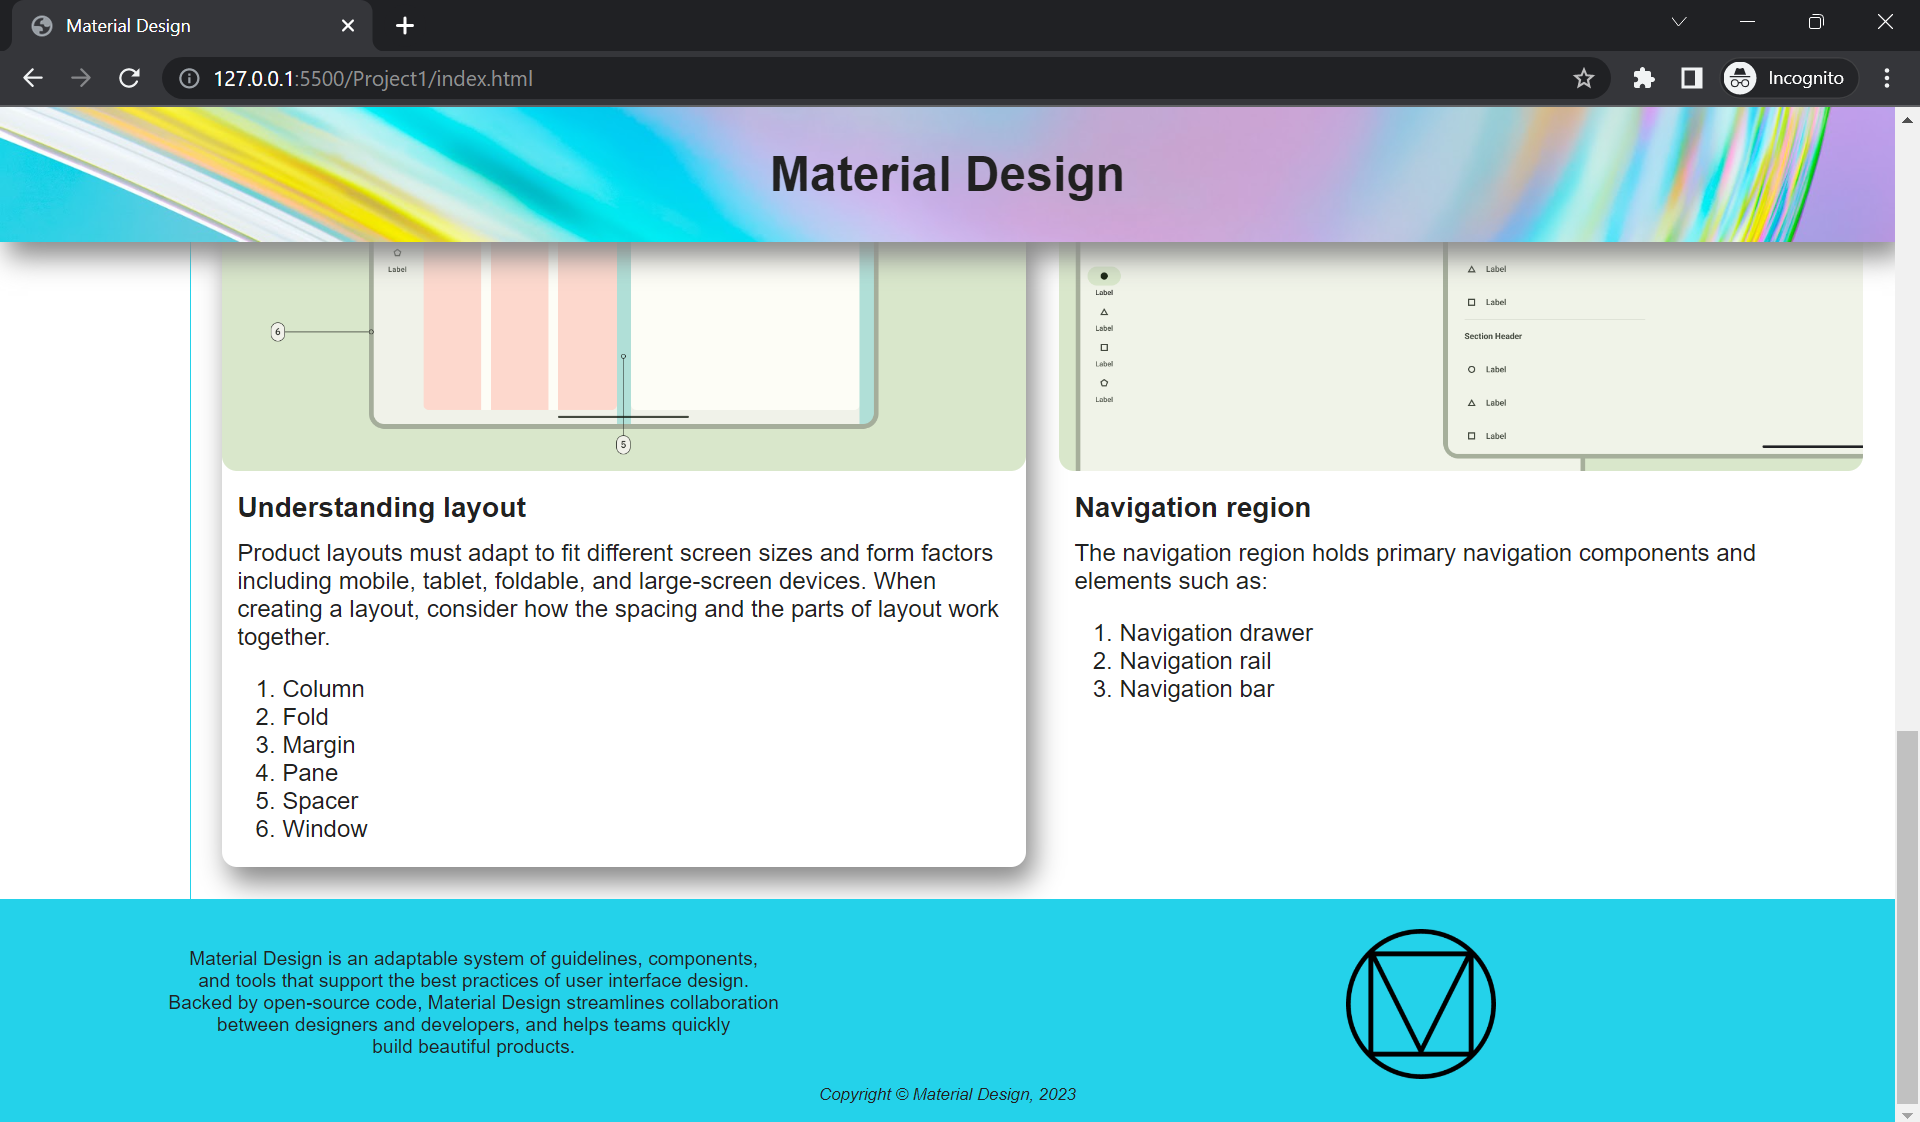 Material Design
127.0.0.1:5500/Project1/index.html
Incognito
Material Design
Label
6
5
Label
Label
Label
Label
Label
Label
Section Header
Label
Label
Label
Understanding layout
Product layouts must adapt to fit different screen sizes and form factors
including mobile, tablet, foldable, and large-screen devices. When
creating a layout, consider how the spacing and the parts of layout work
together.
1. Column
2. Fold
3. Margin
4. Pane
5. Spacer
6. Window
Navigation region
The navigation region holds primary navigation components and
elements such as:
1. Navigation drawer
2. Navigation rail
3. Navigation bar
Material Design is an adaptable system of guidelines, components,
and tools that support the best practices of user interface design.
Backed by open-source code, Material Design streamlines collaboration
between designers and developers, and helps teams quickly
build beautiful products.
Copyright © Material Design, 2023